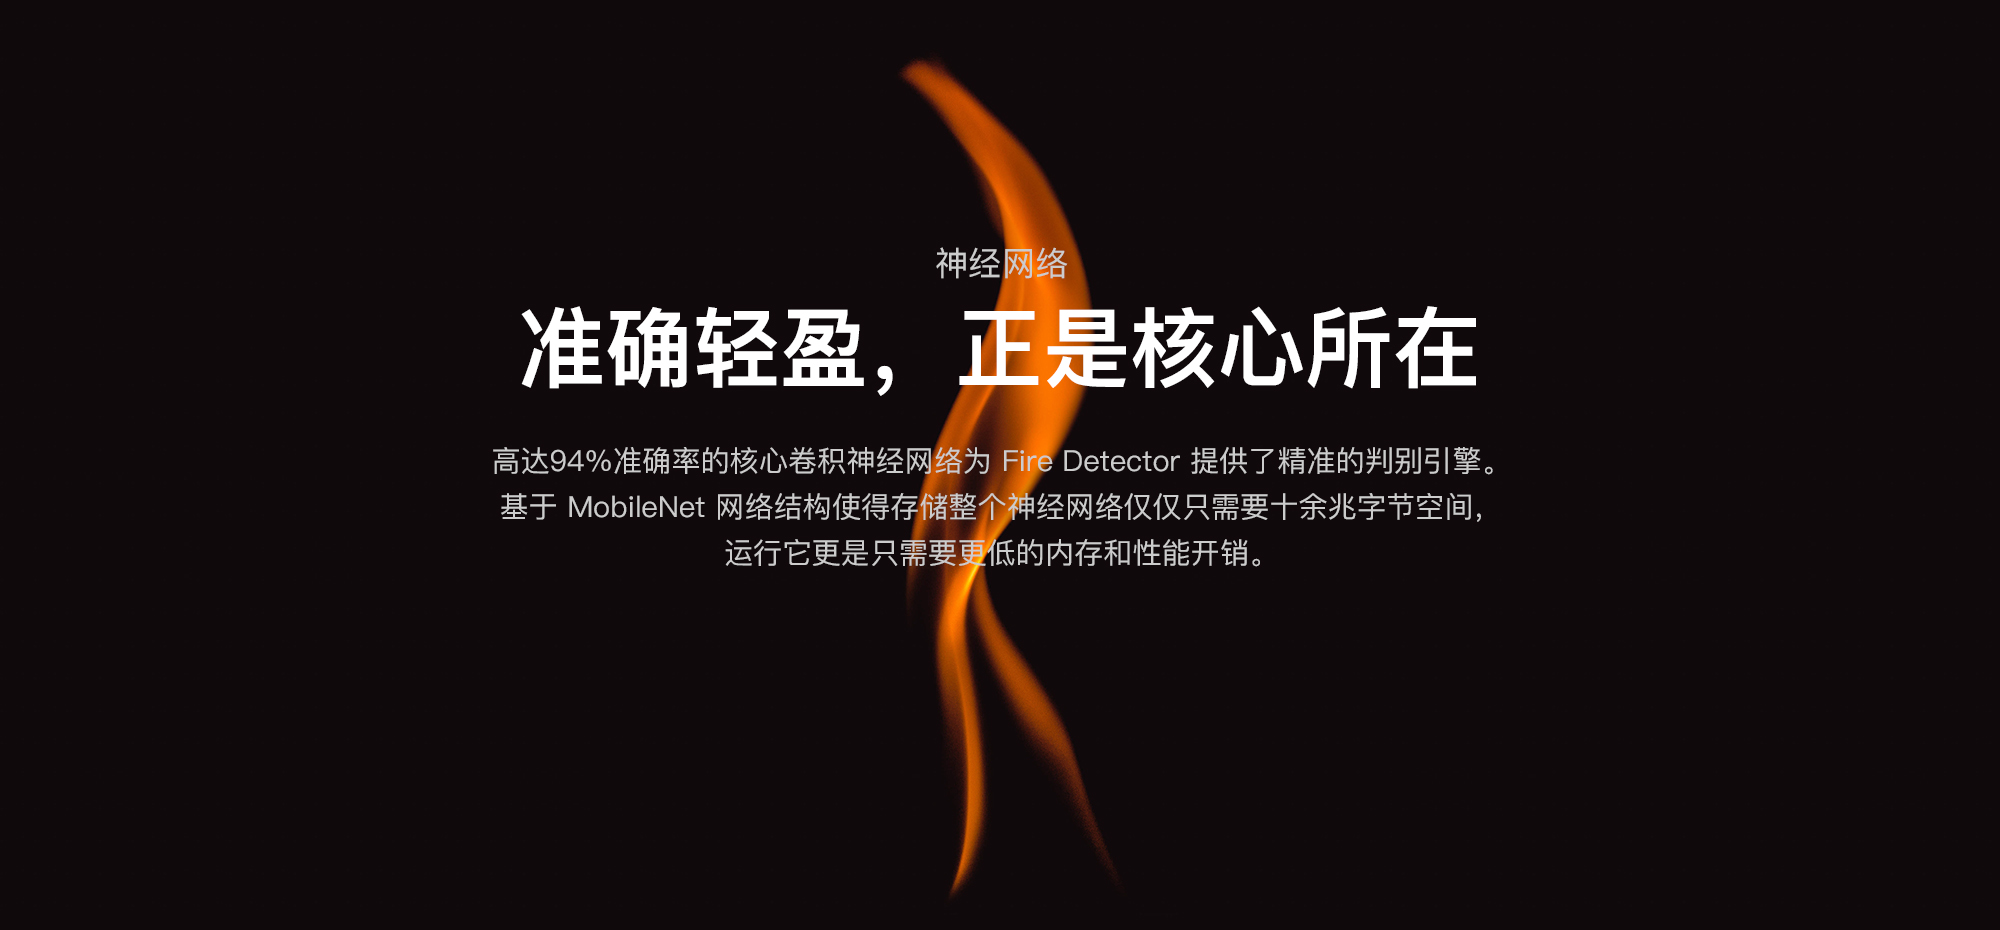 神经网络
准确轻盈，正是核心所在
高达94%准确率的核心卷积神经网络为 Fire Detector 提供了精准的判别引擎。
基于 MobileNet 网络结构使得存储整个神经网络仅仅只需要十余兆字节空间，
运行它更是只需要更低的内存和性能开销。